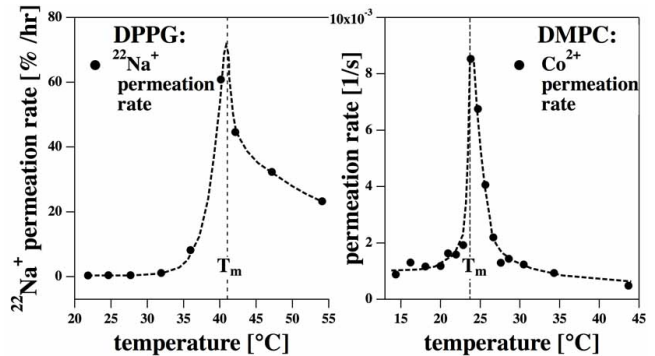 DPPG:
²²Na⁺
permeation
rate
²²Na⁺ permeation rate [% /hr]
80
60
40
20
0
Tm
20 25 30 35 40 45 50 55
temperature [°C]
DMPC:
Co²⁺
permeation
rate
permeation rate [1/s]
10x10⁻³
8
6
4
2
0
Tm
15 20 25 30 35 40 45
temperature [°C]